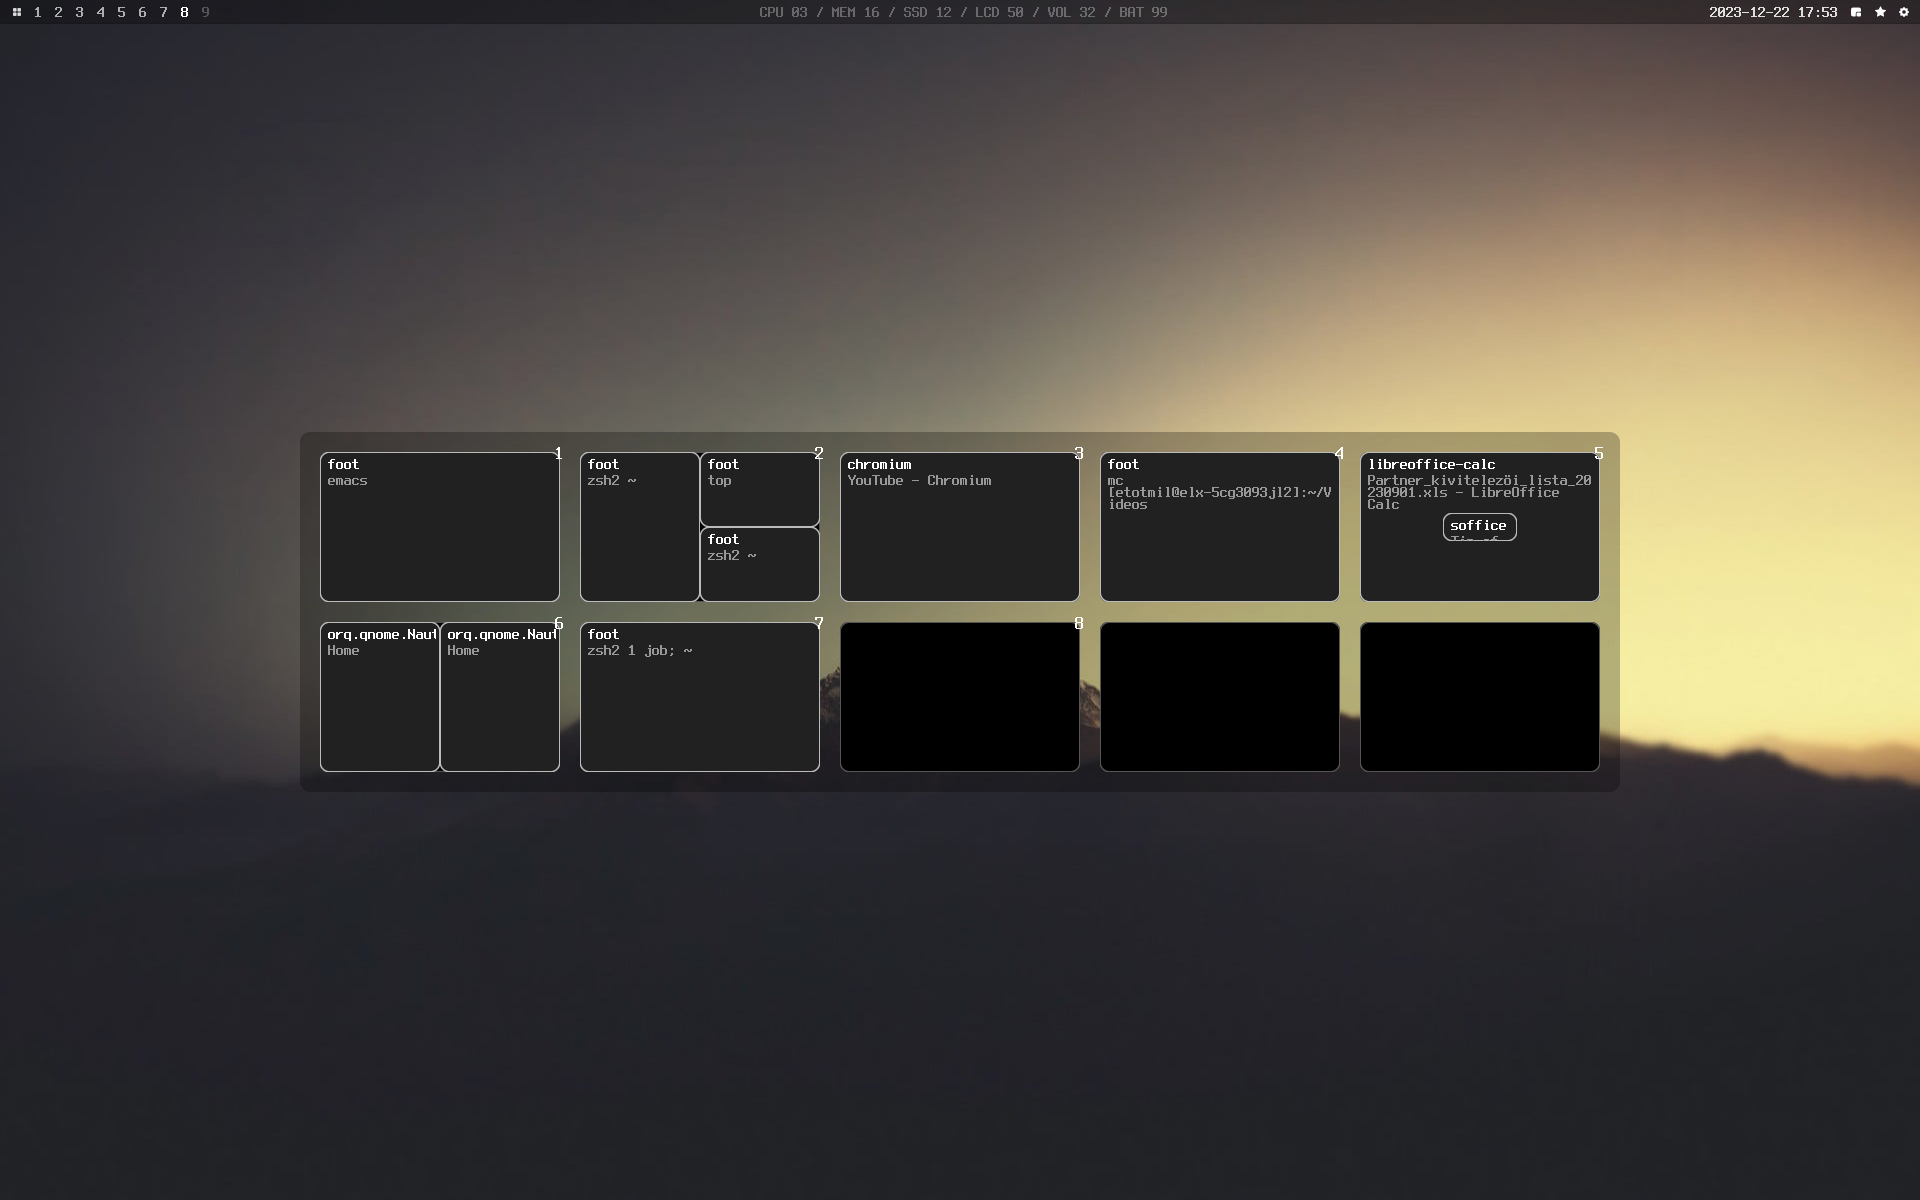 1 2 3 4 5 6 7 8 9
CPU 03 / MEM 16 / SSD 12 / LCD 50 / VOL 32 / BAT 99
2023-12-22 17:53
1
foot
emacs
2
foot
zsh2 ~
foot
top
foot
zsh2 ~
3
chromium
YouTube - Chromium
4
foot
mc
[etotmil@elx-5cg3093jl2]:~/V
ideos
5
libreoffice-calc
Partner_kivitelezöi_lista_20
230901.xls - LibreOffice
Calc
soffice
6
org.gnome.Naut
Home
org.gnome.Naut
Home
7
foot
zsh2 1 job; ~
8